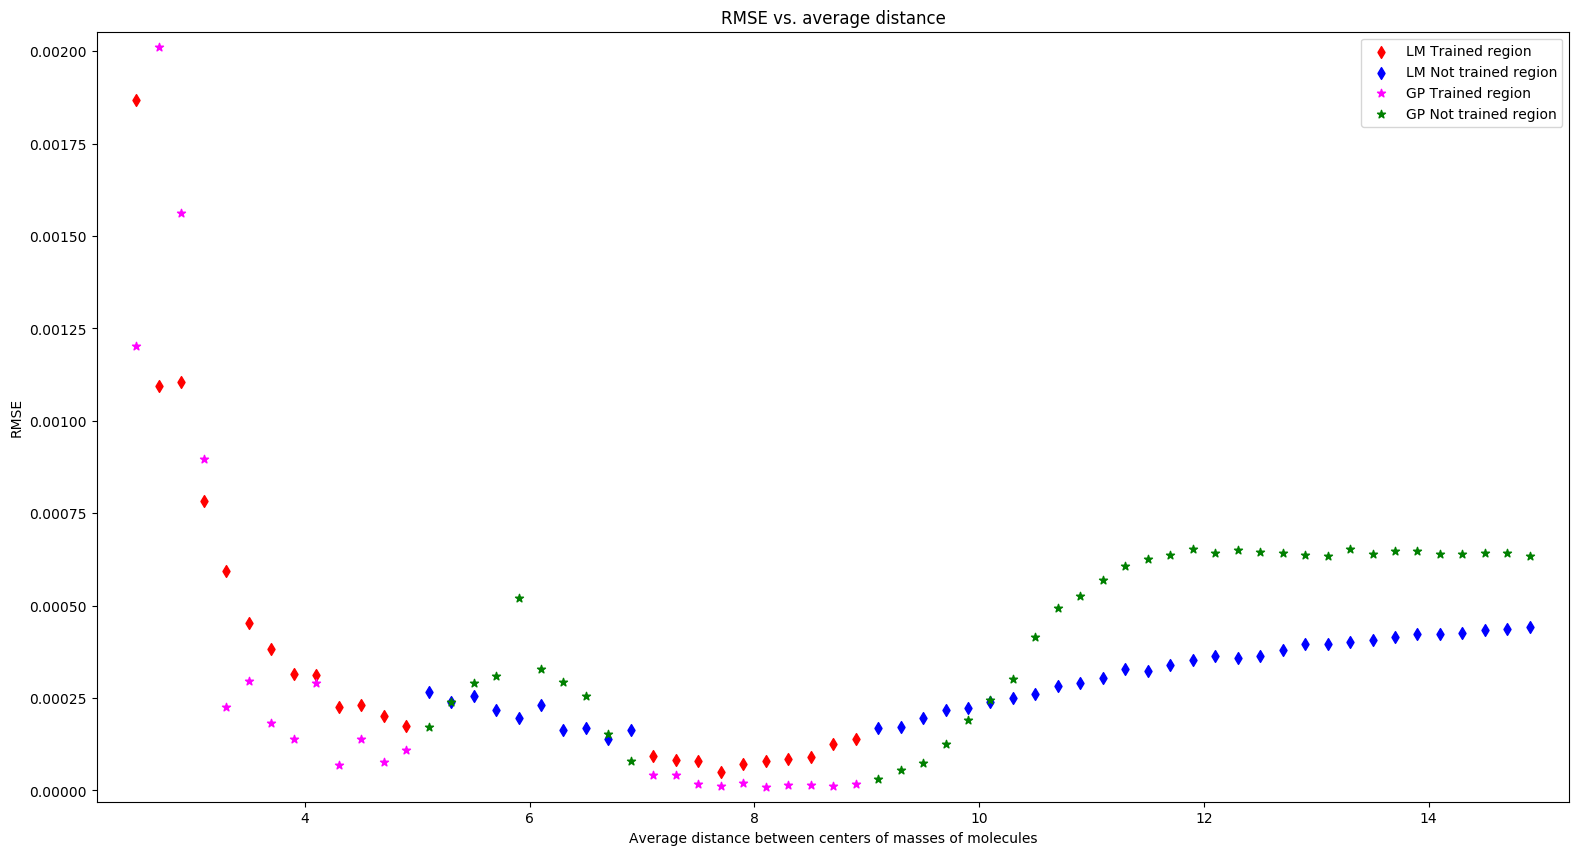 RMSE vs. average distance
LM Trained region
LM Not trained region
GP Trained region
GP Not trained region
0.00200
0.00175
0.00150
0.00125
0.00100
0.00075
0.00050
0.00025
0.00000
RMSE
4 6 8 10 12 14
Average distance between centers of masses of molecules